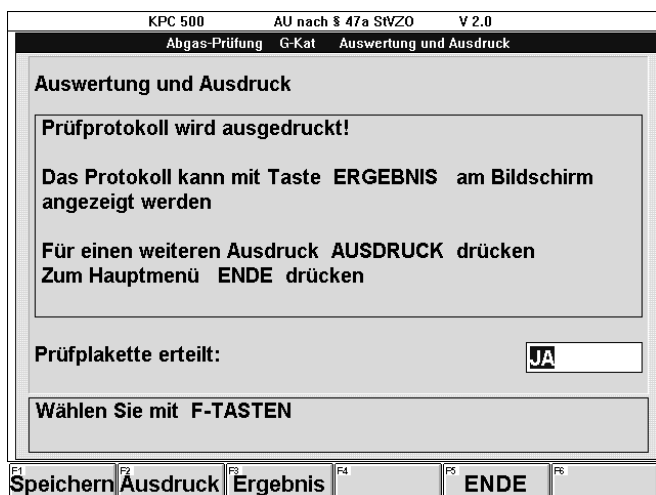 KPC 500 AU nach § 47a StVZO V 2.0
Abgas-Prüfung G-Kat Auswertung und Ausdruck
Auswertung und Ausdruck
Prüfprotokoll wird ausgedruckt!
Das Protokoll kann mit Taste ERGEBNIS am Bildschirm
angezeigt werden
Für einen weiteren Ausdruck AUSDRUCK drücken
Zum Hauptmenü ENDE drücken
Prüfplakette erteilt: JA
Wählen Sie mit F-TASTEN
F1 Speichern F2 Ausdruck F3 Ergebnis F4 F5 ENDE F6